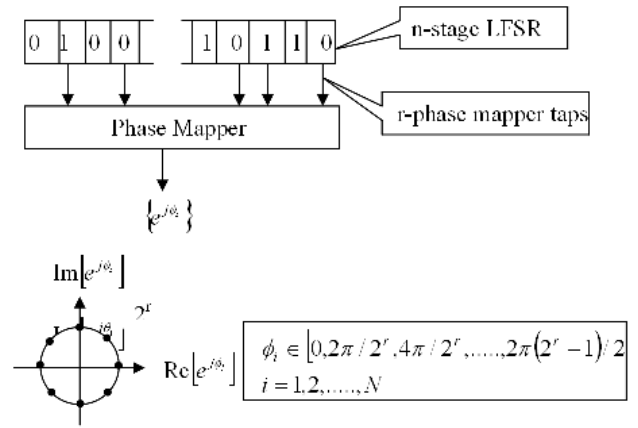 0 1 0 0 1 0 1 1 0
n-stage LFSR
r-phase mapper taps
Phase Mapper
{e^{jϕ_i}}
Im[e^{jϕ_i}]
2^r
Re[e^{jϕ_i}]
ϕ_i ∈ [0,2π/2^r,4π/2^r,.....,2π(2^r −1)/2
i = 1,2,.....,N